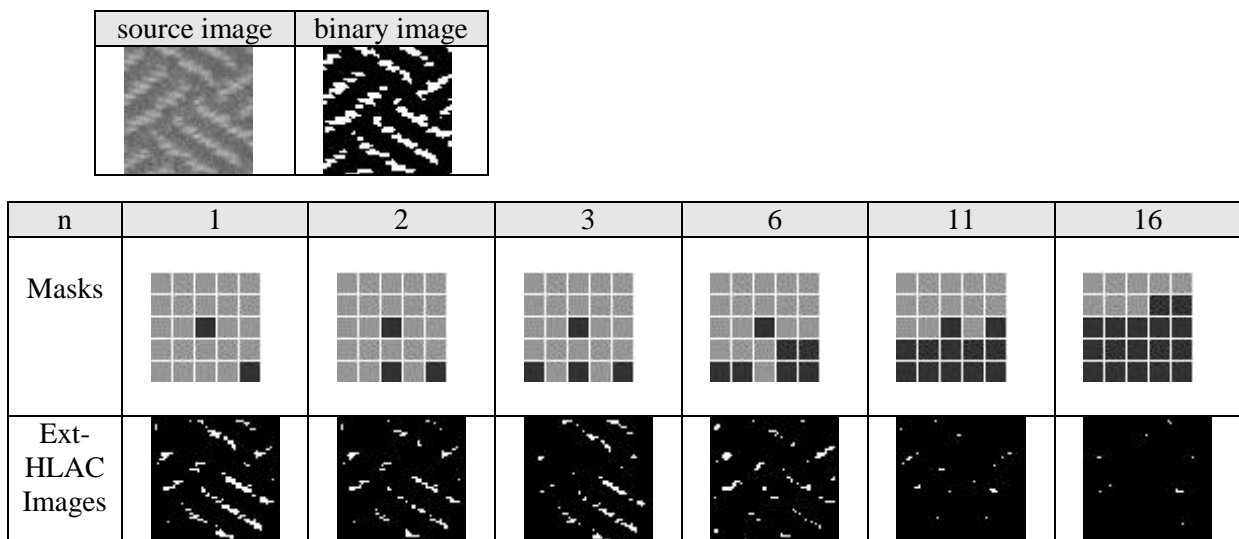 source image binary image
n 1 2 3 6 11 16
Masks
Ext-
HLAC
Images